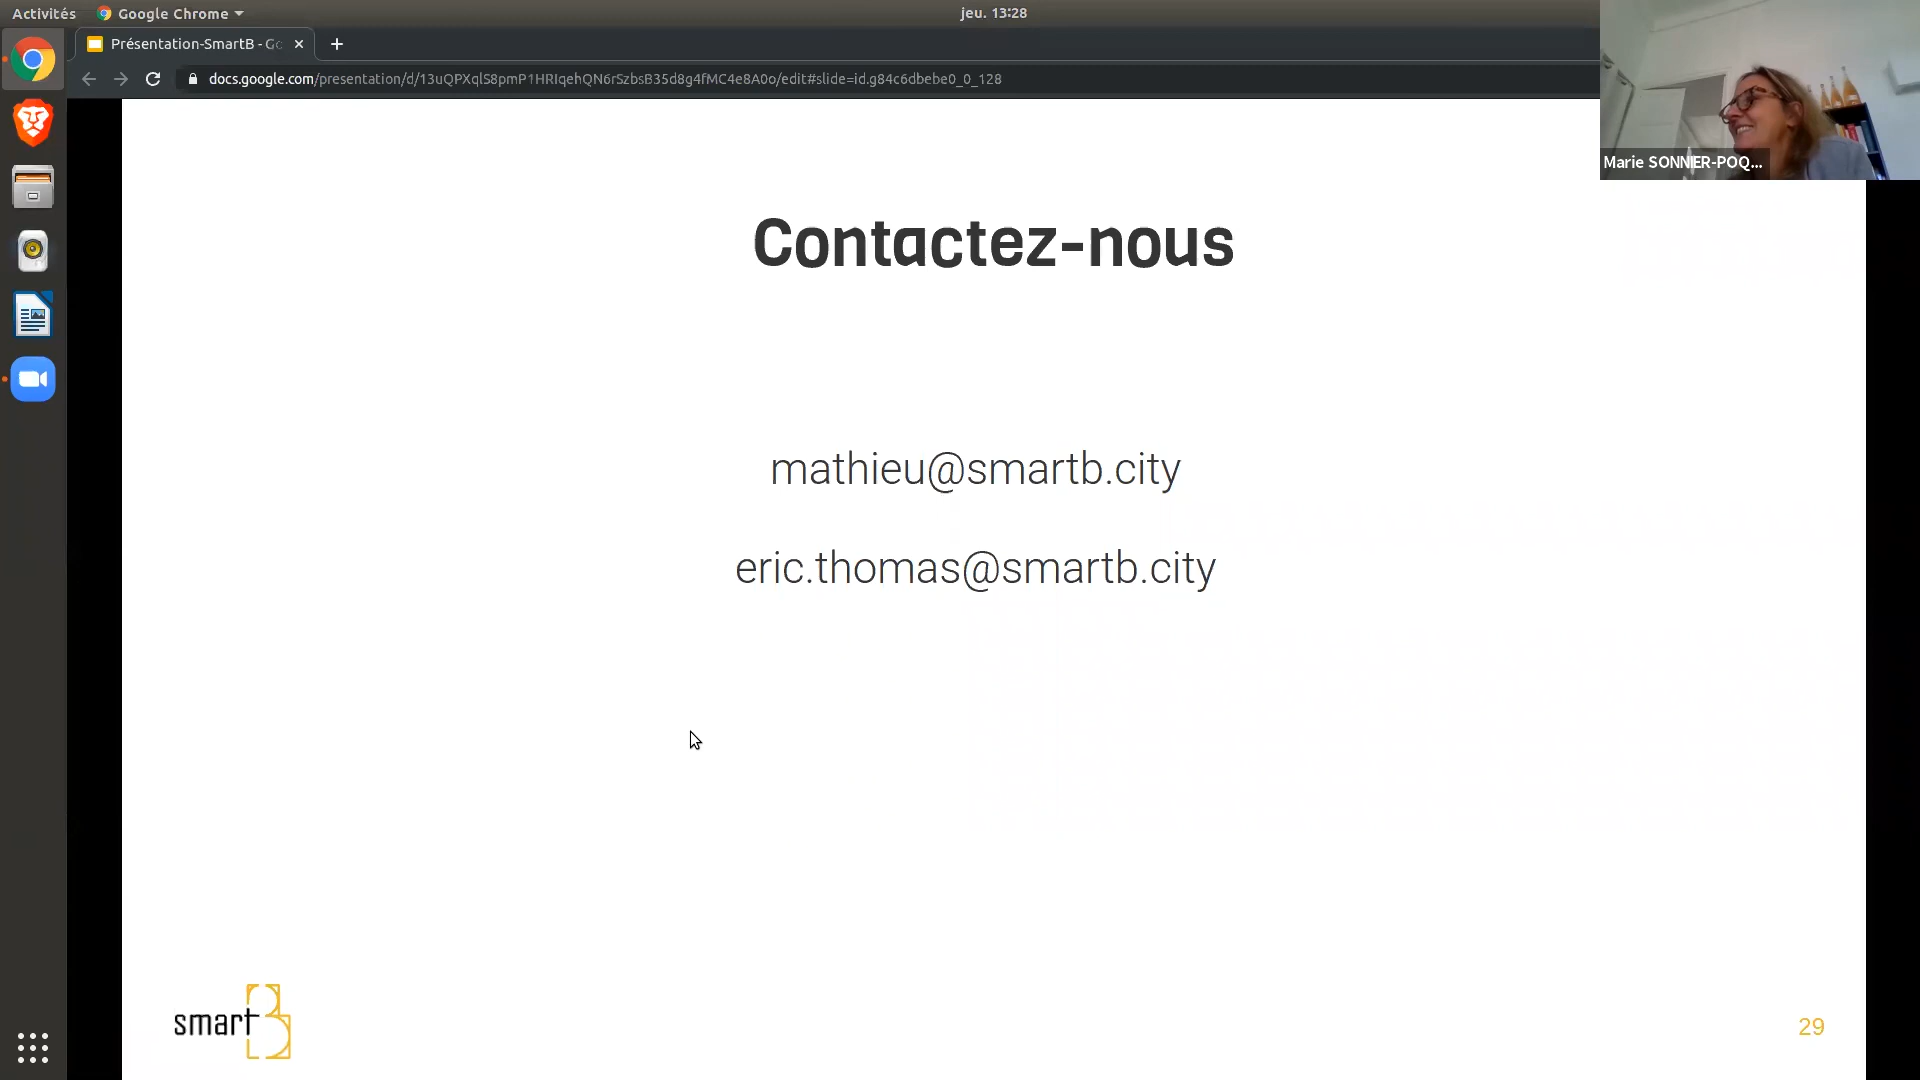 Activités
Google Chrome
jeu. 13:28
Présentation-SmartB - Go
docs.google.com/presentation/d/13uQPXqlS8pmP1HRIqehQN6rSzbsB35d8g4fMC4e8A0o/edit#slide=id.g84c6dbebe0_0_128
Marie SONNIER-POQ...
Contactez-nous
mathieu@smartb.city
eric.thomas@smartb.city
smartB
29